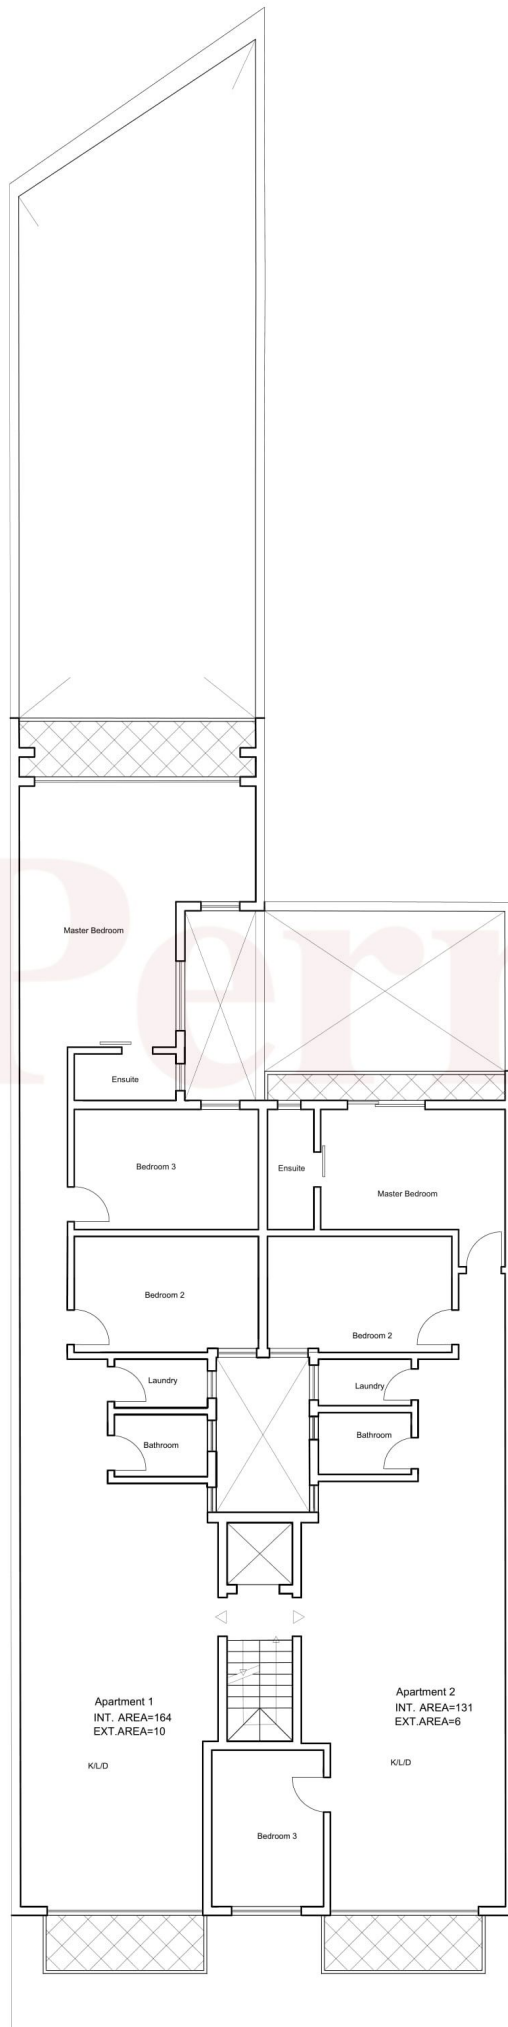 Perr
Master Bedroom
Ensuite
Bedroom 3
Ensuite
Master Bedroom
Bedroom 2
Bedroom 2
Laundry
Laundry
Bathroom
Bathroom
Apartment 1
INT. AREA=164
EXT.AREA=10
K/L/D
Apartment 2
INT. AREA=131
EXT.AREA=6
K/L/D
Bedroom 3